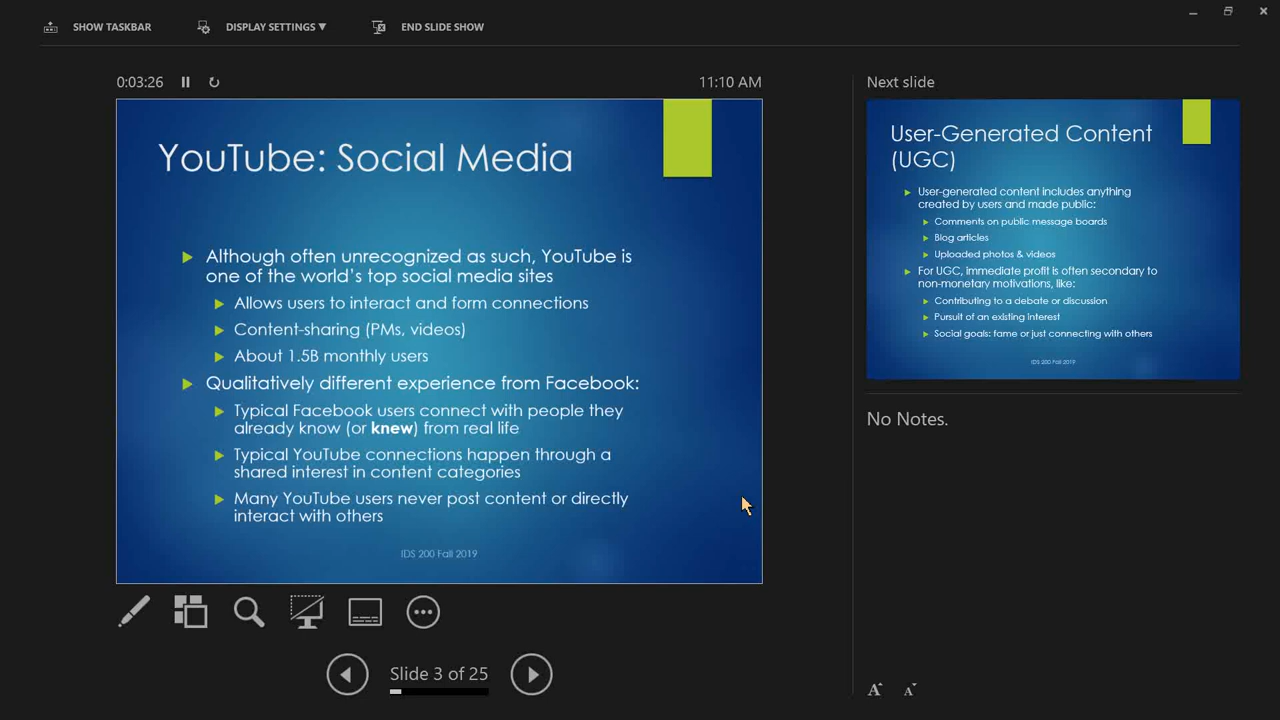 SHOW TASKBAR
DISPLAY SETTINGS ▼
END SLIDE SHOW
0:03:26
11:10 AM
YouTube: Social Media
Although often unrecognized as such, YouTube is
one of the world's top social media sites
Allows users to interact and form connections
Content-sharing (PMs, videos)
About 1.5B monthly users
Qualitatively different experience from Facebook:
Typical Facebook users connect with people they
already know (or knew) from real life
Typical YouTube connections happen through a
shared interest in content categories
Many YouTube users never post content or directly
interact with others
IDS 200 Fall 2019
Slide 3 of 25
Next slide
User-Generated Content
(UGC)
User-generated content includes anything
created by users and made public:
Comments on public message boards
Blog articles
Uploaded photos & videos
For UGC, immediate profit is often secondary to
non-monetary motivations, like:
Contributing to a debate or discussion
Pursuit of an existing interest
Social goals: fame or just connecting with others
IDS 200 Fall 2019
No Notes.
A
A